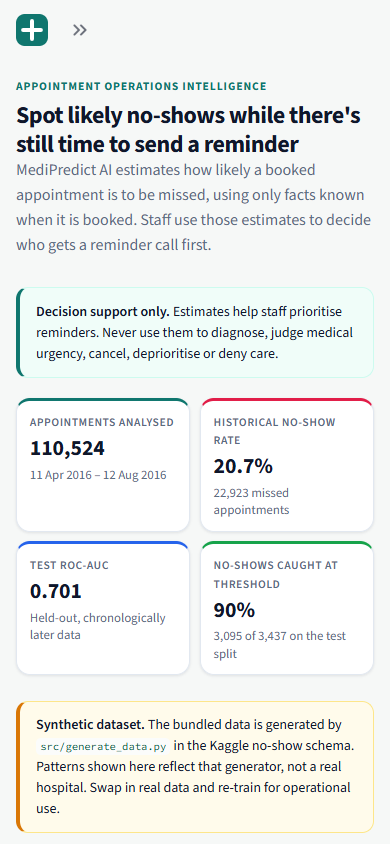 APPOINTMENT OPERATIONS INTELLIGENCE
Spot likely no-shows while there's
still time to send a reminder
MediPredict AI estimates how likely a booked
appointment is to be missed, using only facts known
when it is booked. Staff use those estimates to decide
who gets a reminder call first.
Decision support only. Estimates help staff prioritise
reminders. Never use them to diagnose, judge medical
urgency, cancel, deprioritise or deny care.
APPOINTMENTS ANALYSED
110,524
11 Apr 2016 – 12 Aug 2016
HISTORICAL NO-SHOW
RATE
20.7%
22,923 missed
appointments
TEST ROC-AUC
0.701
Held-out, chronologically
later data
NO-SHOWS CAUGHT AT
THRESHOLD
90%
3,095 of 3,437 on the test
split
Synthetic dataset. The bundled data is generated by
src/generate_data.py in the Kaggle no-show schema.
Patterns shown here reflect that generator, not a real
hospital. Swap in real data and re-train for operational
use.